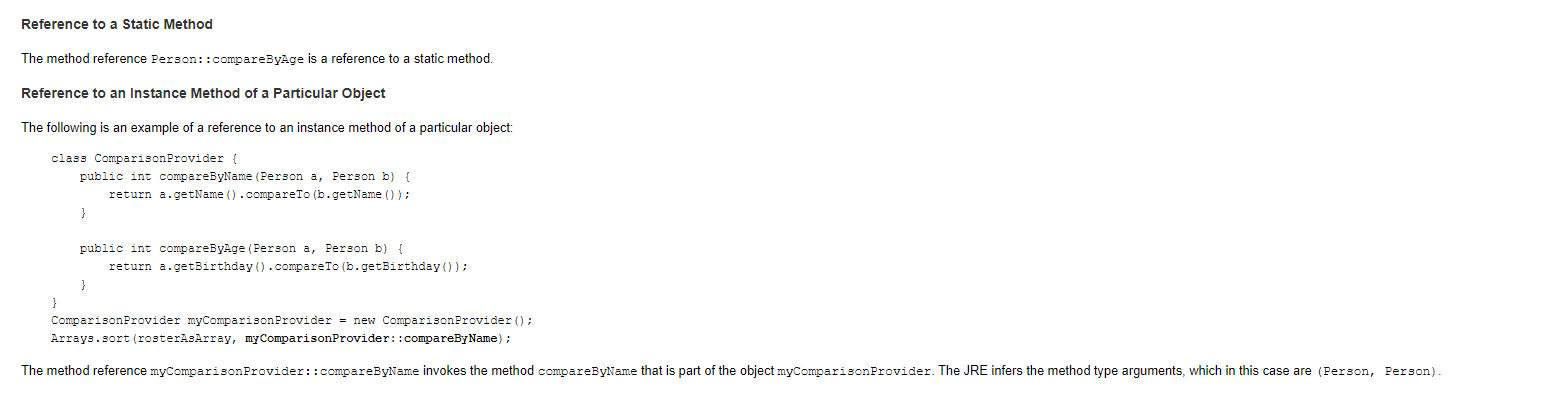 Reference to a Static Method
The method reference Person::compareByAge is a reference to a static method.
Reference to an Instance Method of a Particular Object
The following is an example of a reference to an instance method of a particular object:
class ComparisonProvider {
    public int compareByName(Person a, Person b) {
        return a.getName().compareTo(b.getName());
    }
    public int compareByAge(Person a, Person b) {
        return a.getBirthday().compareTo(b.getBirthday());
    }
}
ComparisonProvider myComparisonProvider = new ComparisonProvider();
Arrays.sort(rosterAsArray, myComparisonProvider::compareByName);
The method reference myComparisonProvider::compareByName invokes the method compareByName that is part of the object myComparisonProvider. The JRE infers the method type arguments, which in this case are (Person, Person).